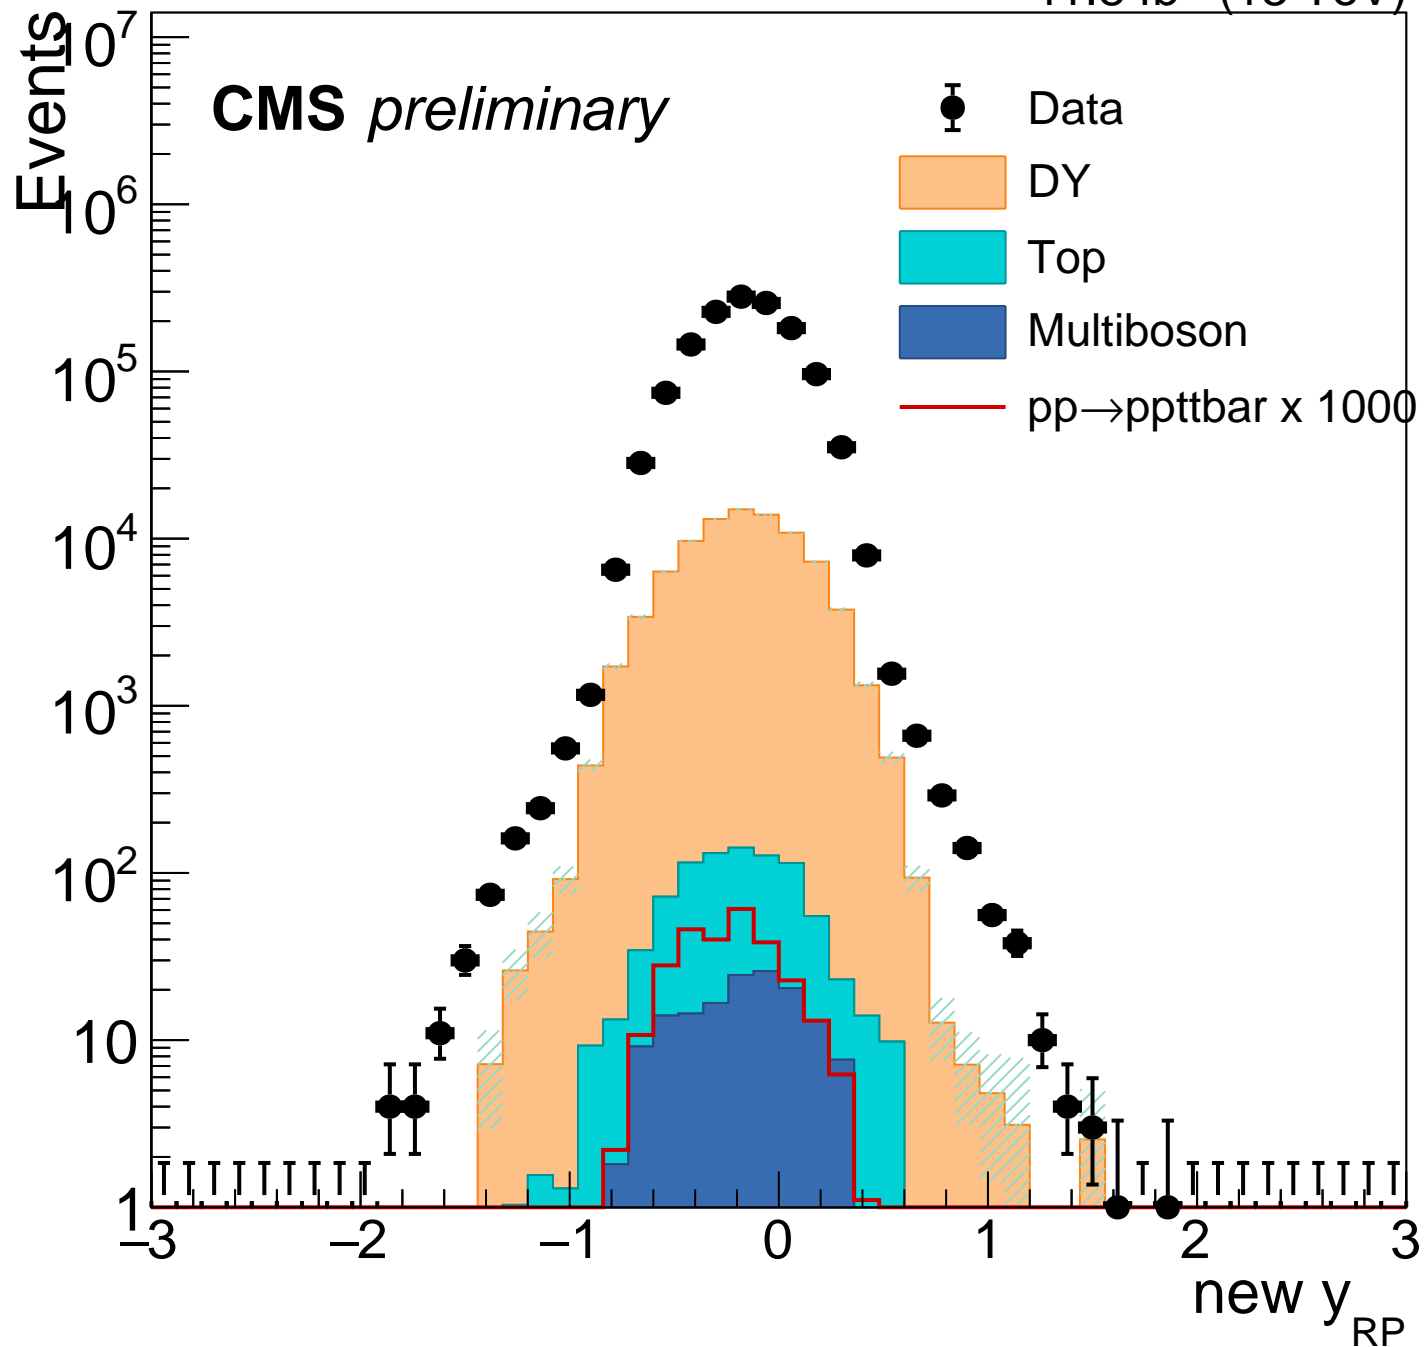 Events
CMS preliminary
Data
DY
Top
Multiboson
pp→ppttbar x 1000
10⁷
10⁶
10⁵
10⁴
10³
10²
10
1
−3 −2 −1 0 1 2 3
new y_RP